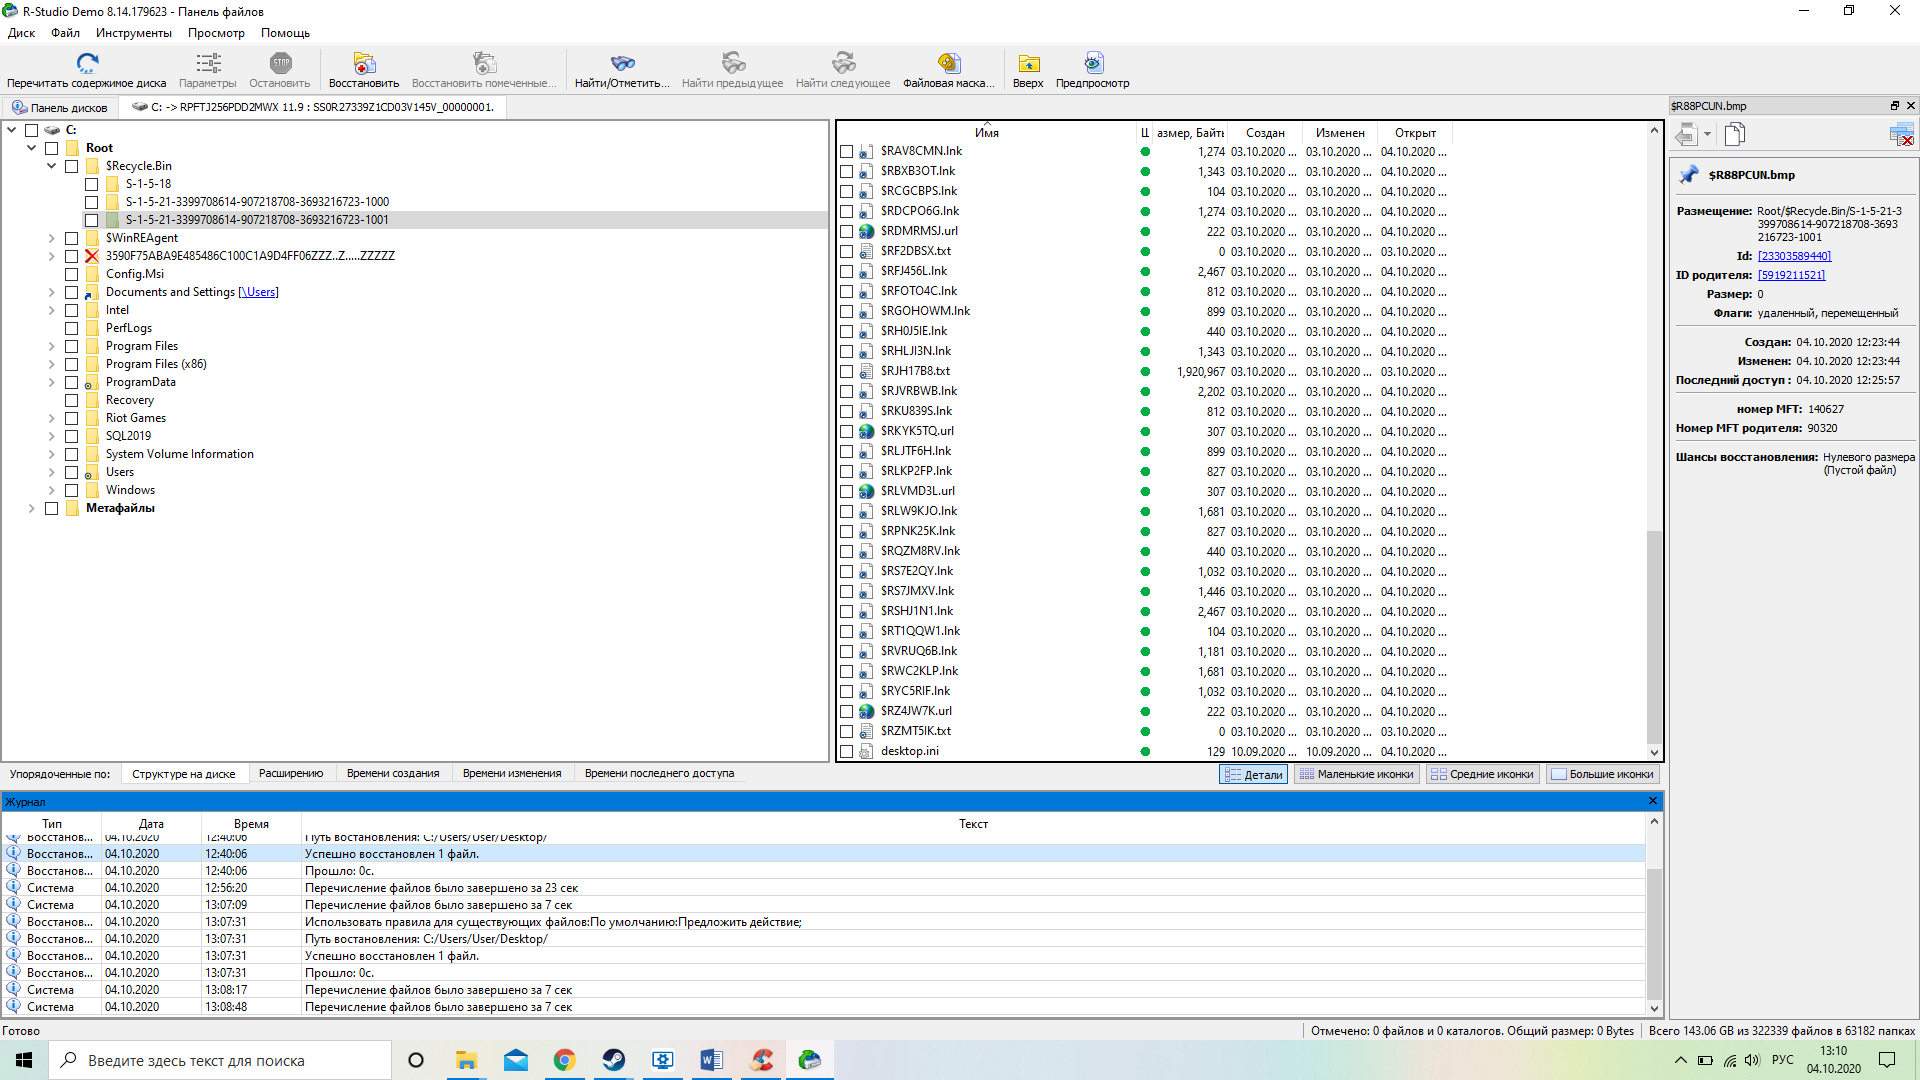 R-Studio Demo 8.14.179623 - Панель файлов
Диск Файл Инструменты Просмотр Помощь
Перечитать содержимое диска Параметры Остановить Восстановить Восстановить помеченные... Найти/Отметить... Найти предыдущее Найти следующее Файловая маска... Вверх Предпросмотр
STOP
Панель дисков C: -> RPFTJ256PDD2MWX 11.9 : SS0R27339Z1CD03V145V_00000001.
C:
Root
$Recycle.Bin
S-1-5-18
S-1-5-21-3399708614-907218708-3693216723-1000
S-1-5-21-3399708614-907218708-3693216723-1001
$WinREAgent
3590F75ABA9E485486C100C1A9D4FF06ZZZ..Z.....ZZZZZ
Config.Msi
Documents and Settings [\Users]
Intel
PerfLogs
Program Files
Program Files (x86)
ProgramData
Recovery
Riot Games
SQL2019
System Volume Information
Users
Windows
Метафайлы
Имя Ш азмер, Байты Создан Изменен Открыт
$RAV8CMN.lnk 1,274 03.10.2020 ... 03.10.2020 ... 04.10.2020 ...
$RBXB3OT.lnk 1,343 03.10.2020 ... 03.10.2020 ... 04.10.2020 ...
$RCGCBPS.lnk 104 03.10.2020 ... 03.10.2020 ... 04.10.2020 ...
$RDCPO6G.lnk 1,274 03.10.2020 ... 03.10.2020 ... 04.10.2020 ...
$RDMRMSJ.url 222 03.10.2020 ... 03.10.2020 ... 04.10.2020 ...
$RF2DBSX.txt 0 03.10.2020 ... 03.10.2020 ... 03.10.2020 ...
$RFJ456L.lnk 2,467 03.10.2020 ... 03.10.2020 ... 04.10.2020 ...
$RFOTO4C.lnk 812 03.10.2020 ... 03.10.2020 ... 04.10.2020 ...
$RGOHOWM.lnk 899 03.10.2020 ... 03.10.2020 ... 04.10.2020 ...
$RH0J5IE.lnk 440 03.10.2020 ... 03.10.2020 ... 04.10.2020 ...
$RHLJI3N.lnk 1,343 03.10.2020 ... 03.10.2020 ... 04.10.2020 ...
$RJH17B8.txt 1,920,967 03.10.2020 ... 03.10.2020 ... 03.10.2020 ...
$RJVRBWB.lnk 2,202 03.10.2020 ... 03.10.2020 ... 04.10.2020 ...
$RKU839S.lnk 812 03.10.2020 ... 03.10.2020 ... 04.10.2020 ...
$RKYK5TQ.url 307 03.10.2020 ... 03.10.2020 ... 04.10.2020 ...
$RLJTF6H.lnk 899 03.10.2020 ... 03.10.2020 ... 04.10.2020 ...
$RLKP2FP.lnk 827 03.10.2020 ... 03.10.2020 ... 04.10.2020 ...
$RLVMD3L.url 307 03.10.2020 ... 03.10.2020 ... 04.10.2020 ...
$RLW9KJO.lnk 1,681 03.10.2020 ... 03.10.2020 ... 04.10.2020 ...
$RPNK25K.lnk 827 03.10.2020 ... 03.10.2020 ... 04.10.2020 ...
$RQZM8RV.lnk 440 03.10.2020 ... 03.10.2020 ... 04.10.2020 ...
$RS7E2QY.lnk 1,032 03.10.2020 ... 03.10.2020 ... 04.10.2020 ...
$RS7JMXV.lnk 1,446 03.10.2020 ... 03.10.2020 ... 04.10.2020 ...
$RSHJ1N1.lnk 2,467 03.10.2020 ... 03.10.2020 ... 04.10.2020 ...
$RT1QQW1.lnk 104 03.10.2020 ... 03.10.2020 ... 04.10.2020 ...
$RVRUQ6B.lnk 1,181 03.10.2020 ... 03.10.2020 ... 04.10.2020 ...
$RWC2KLP.lnk 1,681 03.10.2020 ... 03.10.2020 ... 04.10.2020 ...
$RYC5RIF.lnk 1,032 03.10.2020 ... 03.10.2020 ... 04.10.2020 ...
$RZ4JW7K.url 222 03.10.2020 ... 03.10.2020 ... 04.10.2020 ...
$RZMT5IK.txt 0 03.10.2020 ... 03.10.2020 ... 03.10.2020 ...
desktop.ini 129 10.09.2020 ... 10.09.2020 ... 04.10.2020 ...
Упорядоченные по: Структуре на диске Расширению Времени создания Времени изменения Времени последнего доступа
Детали Маленькие иконки Средние иконки Большие иконки
$R88PCUN.bmp
$R88PCUN.bmp
Размещение: Root/$Recycle.Bin/S-1-5-21-3
399708614-907218708-3693
216723-1001
Id: [23303589440]
ID родителя: [5919211521]
Размер: 0
Флаги: удаленный, перемещенный
Создан: 04.10.2020 12:23:44
Изменен: 04.10.2020 12:23:44
Последний доступ : 04.10.2020 12:25:57
номер MFT: 140627
Номер MFT родителя: 90320
Шансы восстановления: Нулевого размера
(Пустой файл)
Журнал
Тип Дата Время Текст
Восстанов... 04.10.2020 12:40:06 Путь востановления: C:/Users/User/Desktop/
Восстанов... 04.10.2020 12:40:06 Успешно восстановлен 1 файл.
Восстанов... 04.10.2020 12:40:06 Прошло: 0с.
Система 04.10.2020 12:56:20 Перечисление файлов было завершено за 23 сек
Система 04.10.2020 13:07:09 Перечисление файлов было завершено за 7 сек
Восстанов... 04.10.2020 13:07:31 Использовать правила для существующих файлов:По умолчанию:Предложить действие;
Восстанов... 04.10.2020 13:07:31 Путь востановления: C:/Users/User/Desktop/
Восстанов... 04.10.2020 13:07:31 Успешно восстановлен 1 файл.
Восстанов... 04.10.2020 13:07:31 Прошло: 0с.
Система 04.10.2020 13:08:17 Перечисление файлов было завершено за 7 сек
Система 04.10.2020 13:08:48 Перечисление файлов было завершено за 7 сек
Готово Отмечено: 0 файлов и 0 каталогов. Общий размер: 0 Bytes Всего 143.06 GB из 322339 файлов в 63182 папках
Введите здесь текст для поиска РУС 13:10
04.10.2020